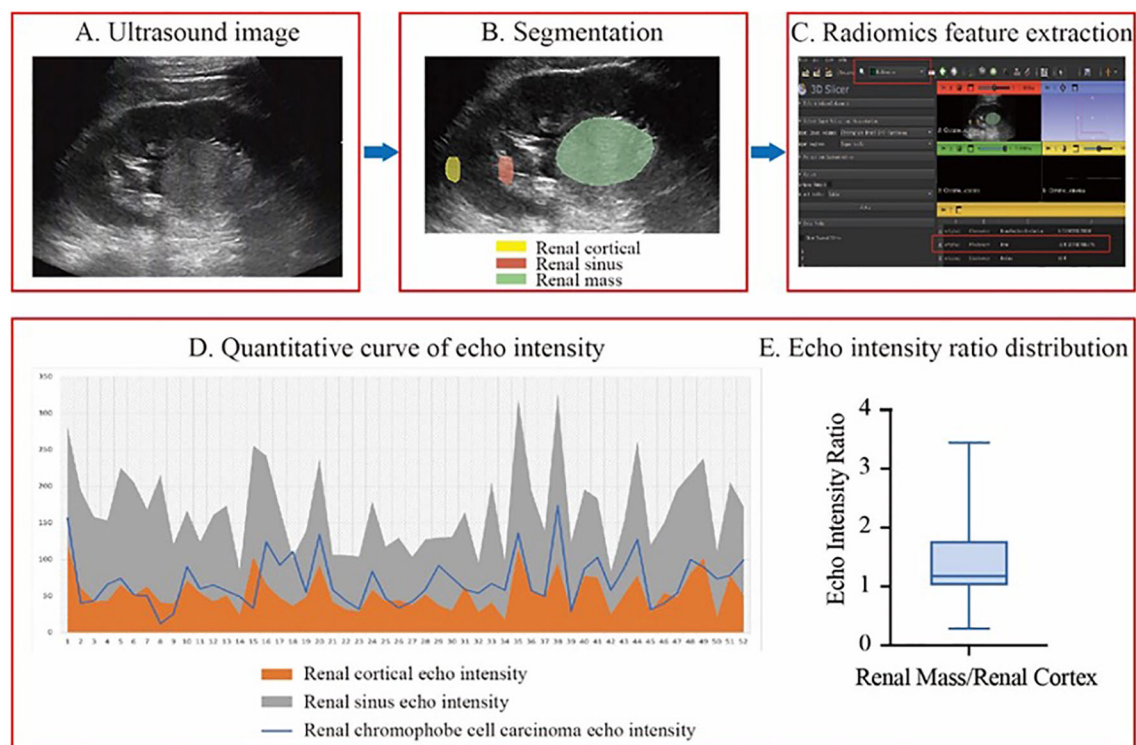 A. Ultrasound image
B. Segmentation
Renal cortical
Renal sinus
Renal mass
C. Radiomics feature extraction
3D Slicer
D. Quantitative curve of echo intensity
350
300
250
200
150
100
50
0
1 2 3 4 5 6 7 8 9 10 11 12 13 14 15 16 17 18 19 20 21 22 23 24 25 26 27 28 29 30 31 32 33 34 35 36 37 38 39 40 41 42 43 44 45 46 47 48 49 50 51 52
Renal cortical echo intensity
Renal sinus echo intensity
Renal chromophobe cell carcinoma echo intensity
E. Echo intensity ratio distribution
Echo Intensity Ratio
4
3
2
1
0
Renal Mass/Renal Cortex